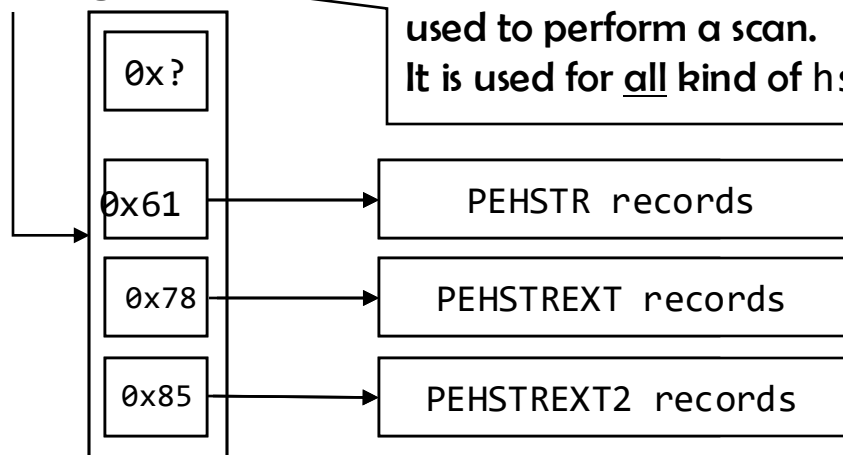 used to perform a scan.
It is used for all kind of hs
0x?
0x61
PEHSTR records
0x78
PEHSTREXT records
0x85
PEHSTREXT2 records